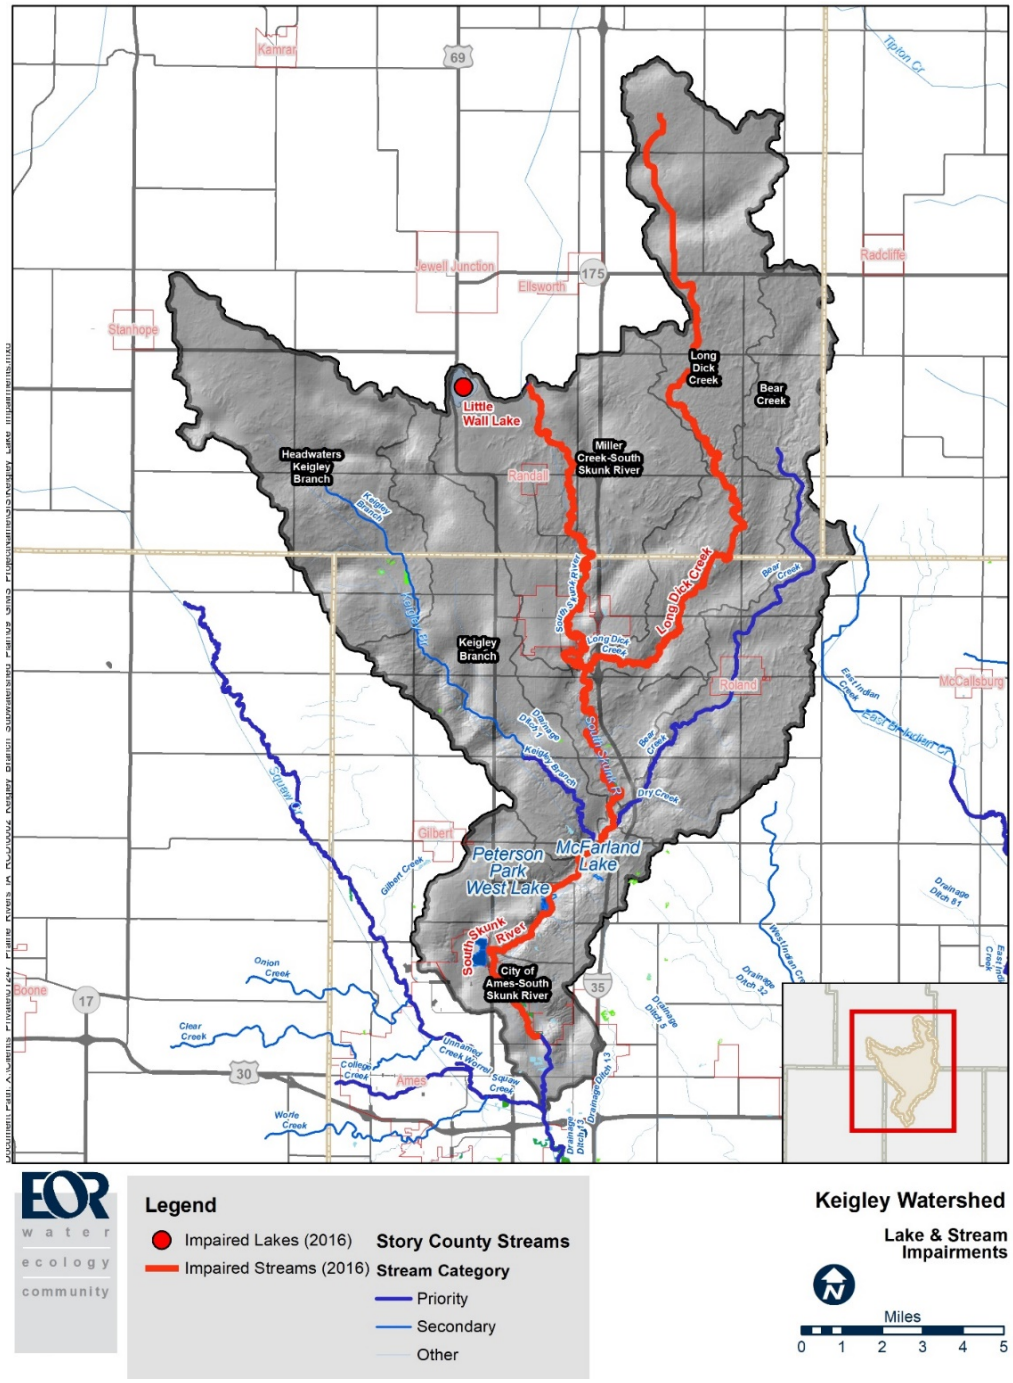 Kamrar
69
Tipton Cr
Jewell Junction
Radcliffe
Ellsworth
175
Stanhope
Long
Dick
Creek
Bear
Creek
Little
Wall Lake
Miller
Creek-South
Skunk River
Headwaters
Keigley
Branch
Randall
Keigley
Branch
Keigley Br
South Skunk River
Long Dick Creek
Bear
Creek
Long Dick
Creek
Keigley
Branch
Roland
McCallsburg
East Indian
Creek
East Br Indian Cr
Drainage
Ditch 1
South Skunk R
Bear
Creek
Keigley Branch
Dry Creek
Squaw Cr
Gilbert
McFarland
Lake
Peterson
Park
West Lake
Gilbert Creek
Drainage
Ditch 81
South Skunk
River
West Indian Cre
East Indi
Creek
Onion
Creek
City of
Ames-South
Skunk River
Drainage
Ditch 32
Boone
17
35
Drainage
Ditch 5
Clear
Creek
Unnamed
Creek Worrel
Squaw
Creek
30
College
Creek
Ames
Drainage Ditch 13
Worle
Creek
Drainage
Ditch 13
EOR
water
ecology
community
Legend
Impaired Lakes (2016)
Impaired Streams (2016)
Story County Streams
Stream Category
Priority
Secondary
Other
Keigley Watershed
Lake & Stream
Impairments
N
Miles
0 1 2 3 4 5